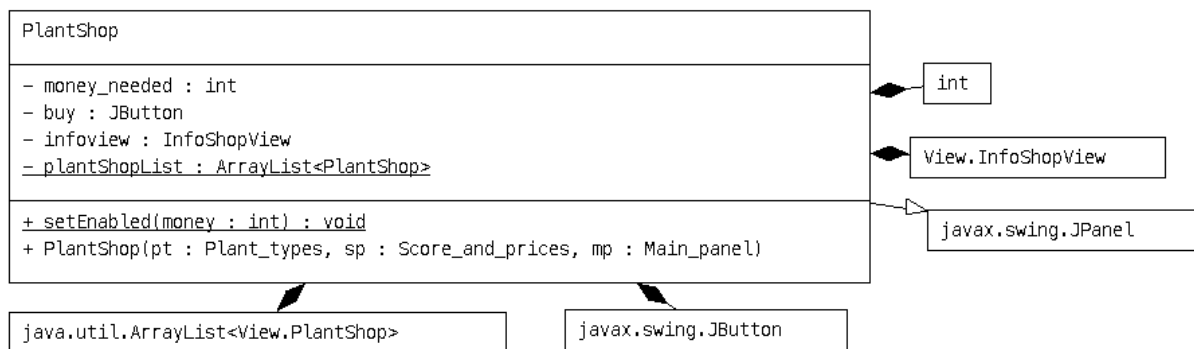 PlantShop
- money_needed : int
- buy : JButton
- infoview : InfoShopView
- plantShopList : ArrayList<PlantShop>
+ setEnabled(money : int) : void
+ PlantShop(pt : Plant_types, sp : Score_and_prices, mp : Main_panel)
int
View.InfoShopView
javax.swing.JPanel
java.util.ArrayList<View.PlantShop>
javax.swing.JButton